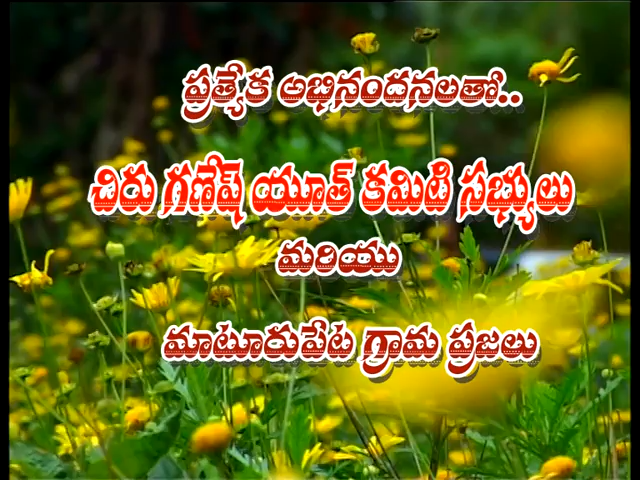 ప్రత్యేక అభినందనలతో..
చిరు గణేష్ యూత్ కమిటి సభ్యులు
మరియు
మాటూరుపేట గ్రామ ప్రజలు